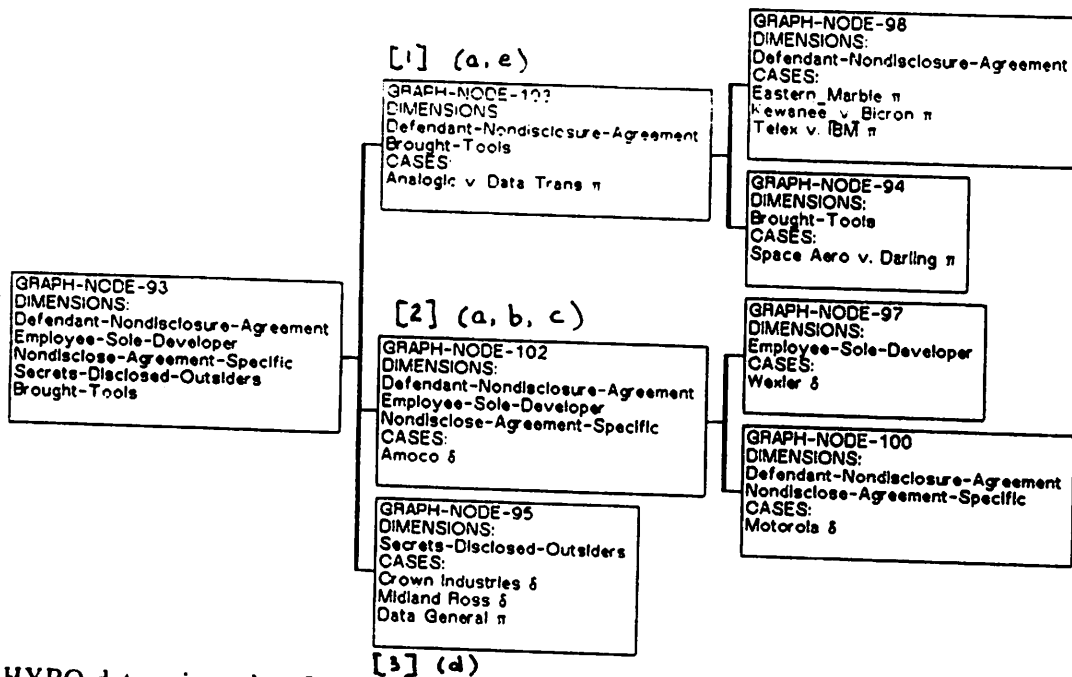 [1] (a, e)
GRAPH-NODE-103
DIMENSIONS
Defendant-Nondisclosure-Agreement
Brought-Tools
CASES:
Analogic v Data Trans π
GRAPH-NODE-98
DIMENSIONS:
Defendant-Nondisclosure-Agreement
CASES:
Eastern_Marble π
Kewanee v Bicron π
Telex v. IBM π
GRAPH-NODE-94
DIMENSIONS:
Brought-Tools
CASES:
Space Aero v. Darling π
GRAPH-NODE-93
DIMENSIONS:
Defendant-Nondisclosure-Agreement
Employee-Sole-Developer
Nondisclose-Agreement-Specific
Secrets-Disclosed-Outsiders
Brought-Tools
[2] (a, b, c)
GRAPH-NODE-102
DIMENSIONS:
Defendant-Nondisclosure-Agreement
Employee-Sole-Developer
Nondisclose-Agreement-Specific
CASES:
Amoco δ
GRAPH-NODE-97
DIMENSIONS:
Employee-Sole-Developer
CASES:
Wexler δ
GRAPH-NODE-100
DIMENSIONS:
Defendant-Nondisclosure-Agreement
Nondisclose-Agreement-Specific
CASES:
Motorola δ
GRAPH-NODE-95
DIMENSIONS:
Secrets-Disclosed-Outsiders
CASES:
Crown Industries δ
Midland Ross δ
Data General π
[3] (d)